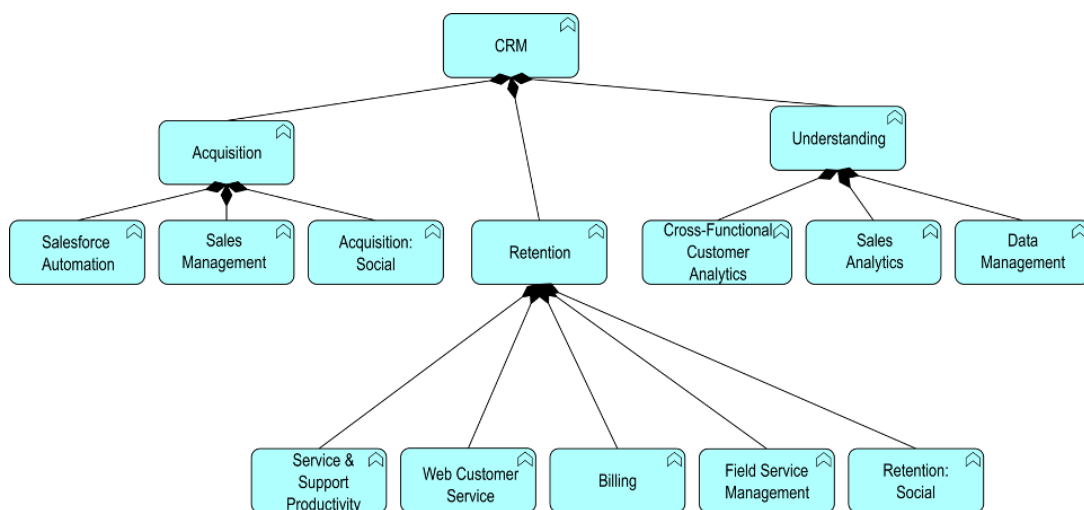 CRM
Acquisition
Understanding
Salesforce
Automation
Sales
Management
Acquisition:
Social
Retention
Cross-Functional
Customer
Analytics
Sales
Analytics
Data
Management
Service &
Support
Productivity
Web Customer
Service
Billing
Field Service
Management
Retention:
Social